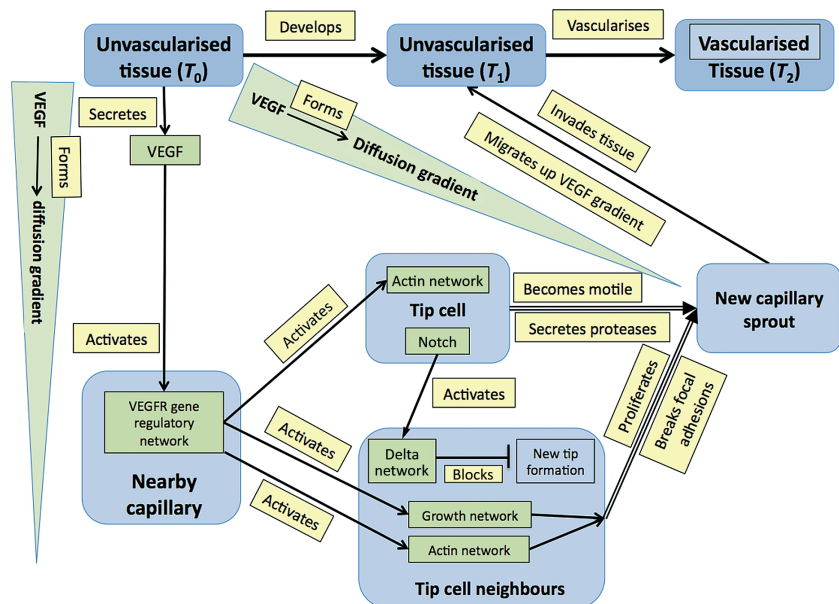 Unvascularised
tissue (T0)
Develops
Unvascularised
tissue (T1)
Vascularises
Vascularised
Tissue (T2)
VEGF
Forms
diffusion gradient
Secretes
VEGF
VEGF
Forms
Diffusion gradient
Invades tissue
Migrates up VEGF gradient
Activates
Activates
Actin network
Tip cell
Notch
Becomes motile
Secretes proteases
New capillary
sprout
VEGFR gene
regulatory
network
Nearby
capillary
Activates
Activates
Activates
Proliferates
Breaks focal
adhesions
Delta
network
Blocks
New tip
formation
Growth network
Actin network
Tip cell neighbours